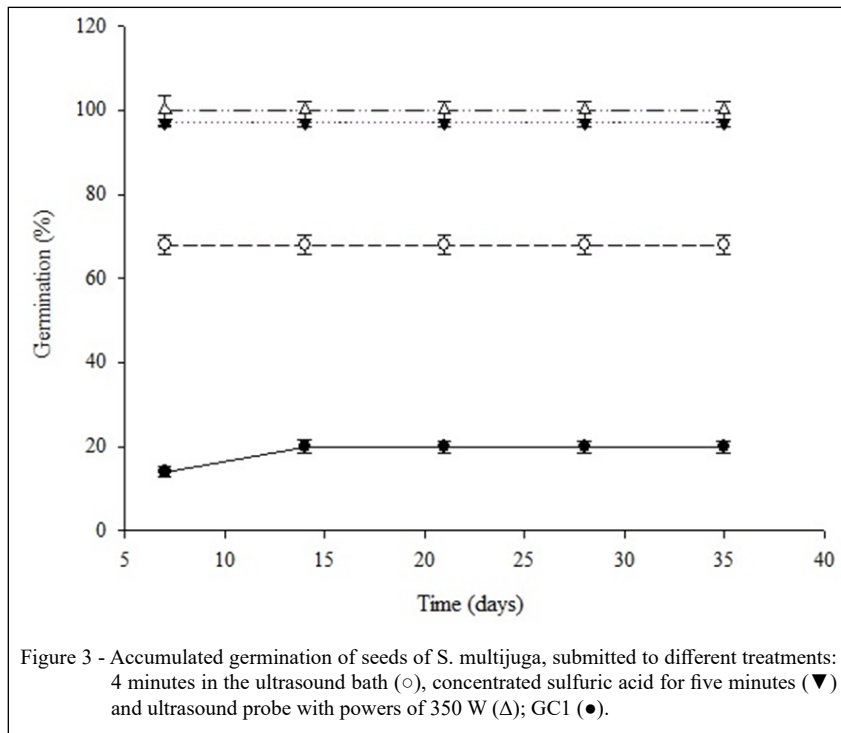 120
100
80
60
40
20
0
Germination (%)
5 10 15 20 25 30 35 40
Time (days)
Figure 3 - Accumulated germination of seeds of S. multijuga, submitted to different treatments:
4 minutes in the ultrasound bath (○), concentrated sulfuric acid for five minutes (▼)
and ultrasound probe with powers of 350 W (Δ); GC1 (●).